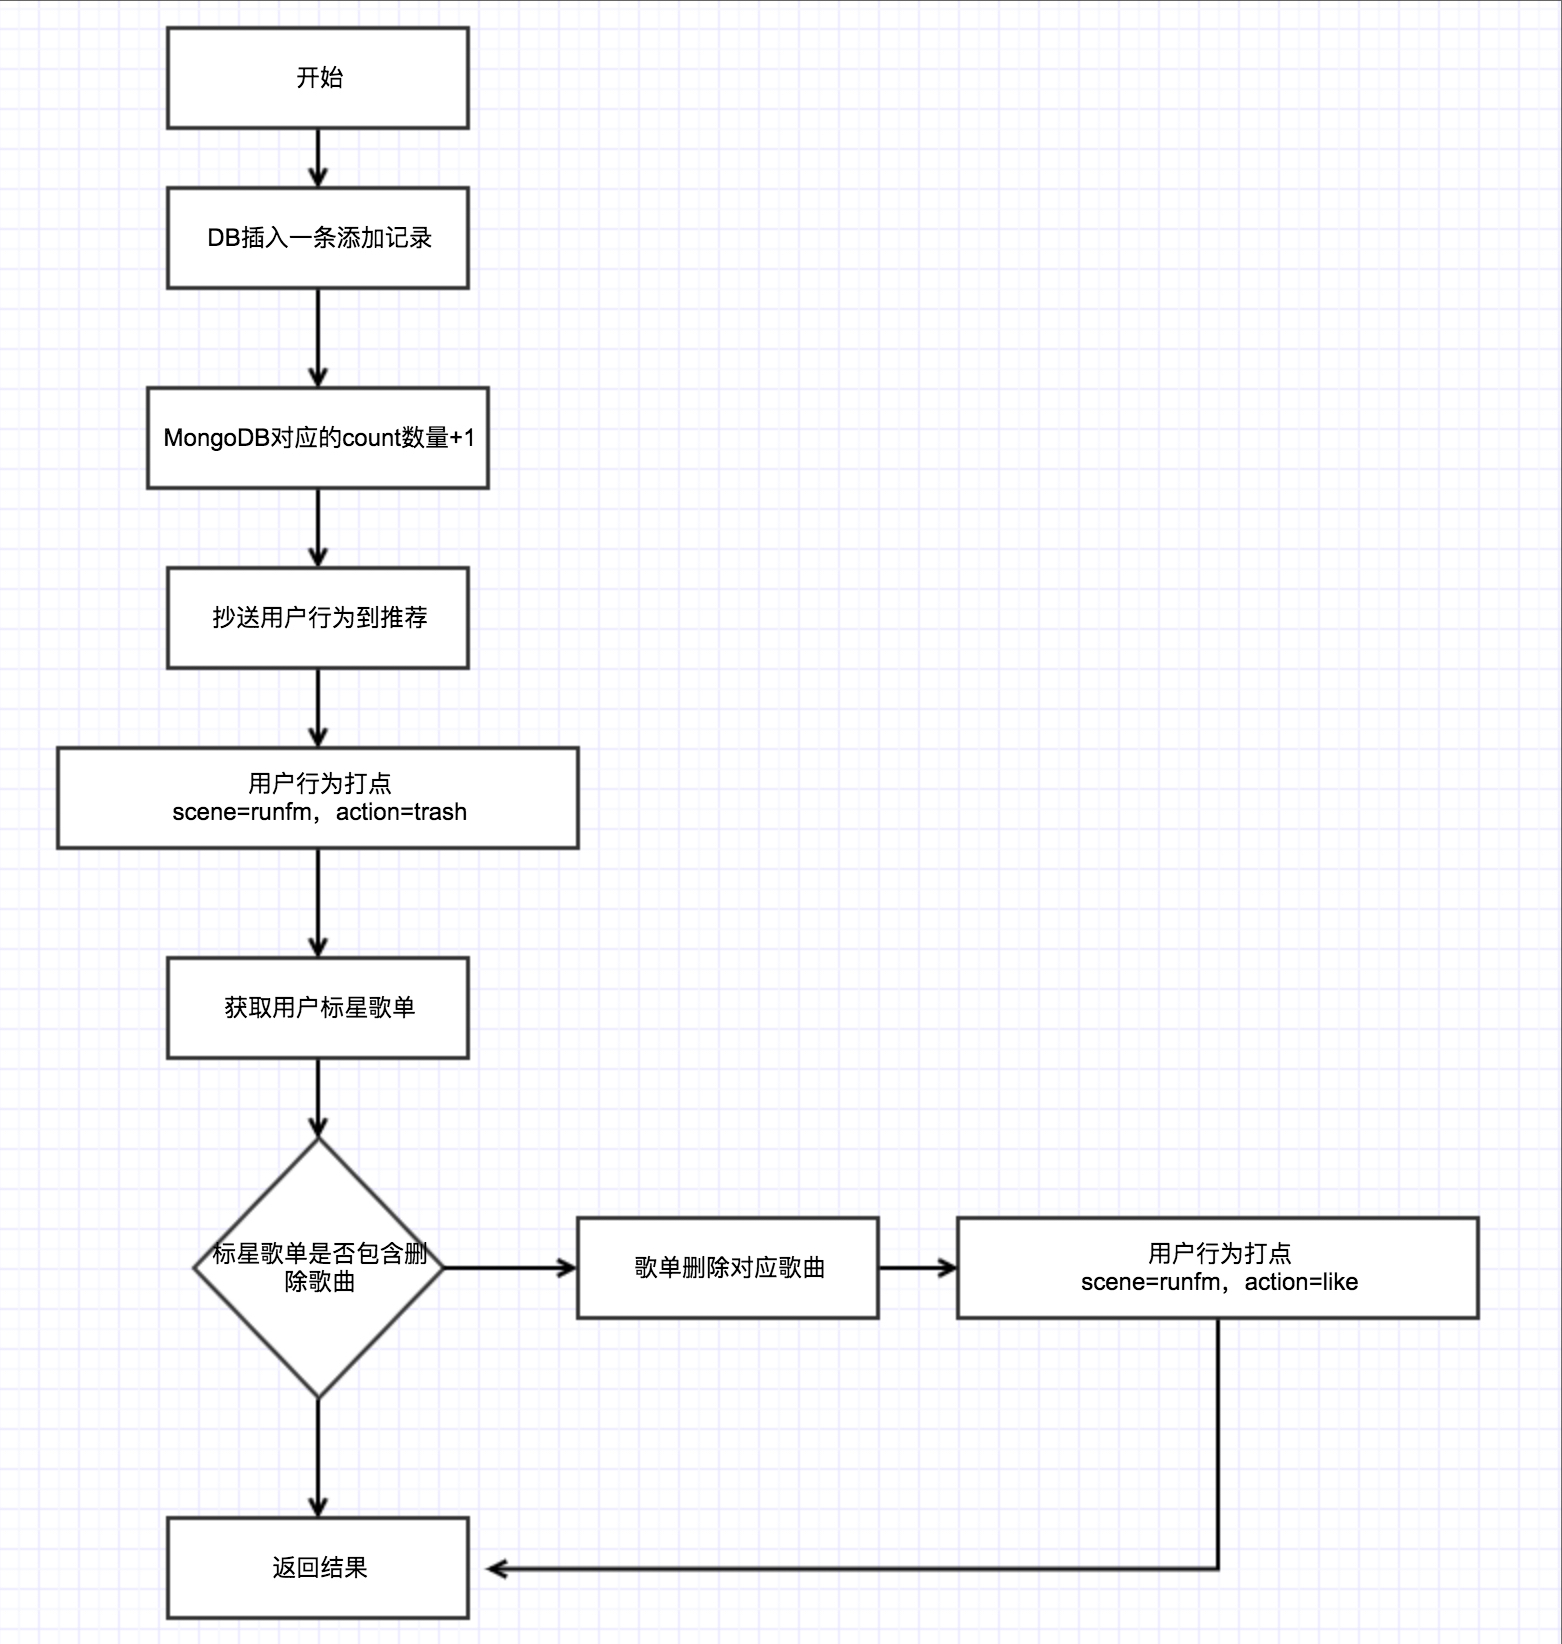 开始
DB插入一条添加记录
MongoDB对应的count数量+1
抄送用户行为到推荐
用户行为打点
scene=runfm，action=trash
获取用户标星歌单
标星歌单是否包含删
除歌曲
歌单删除对应歌曲
用户行为打点
scene=runfm，action=like
返回结果